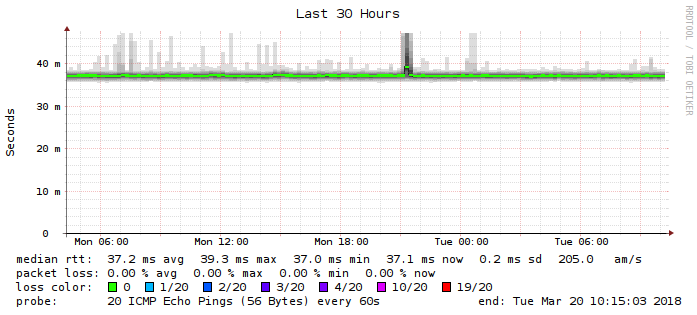 Last 30 Hours
RRDTOOL / TOBI OETIKER
Seconds
40 m
30 m
20 m
10 m
0
Mon 06:00 Mon 12:00 Mon 18:00 Tue 00:00 Tue 06:00
median rtt: 37.2 ms avg 39.3 ms max 37.0 ms min 37.1 ms now 0.2 ms sd 205.0 am/s
packet loss: 0.00 % avg 0.00 % max 0.00 % min 0.00 % now
loss color: 0 1/20 2/20 3/20 4/20 10/20 19/20
probe: 20 ICMP Echo Pings (56 Bytes) every 60s end: Tue Mar 20 10:15:03 2018